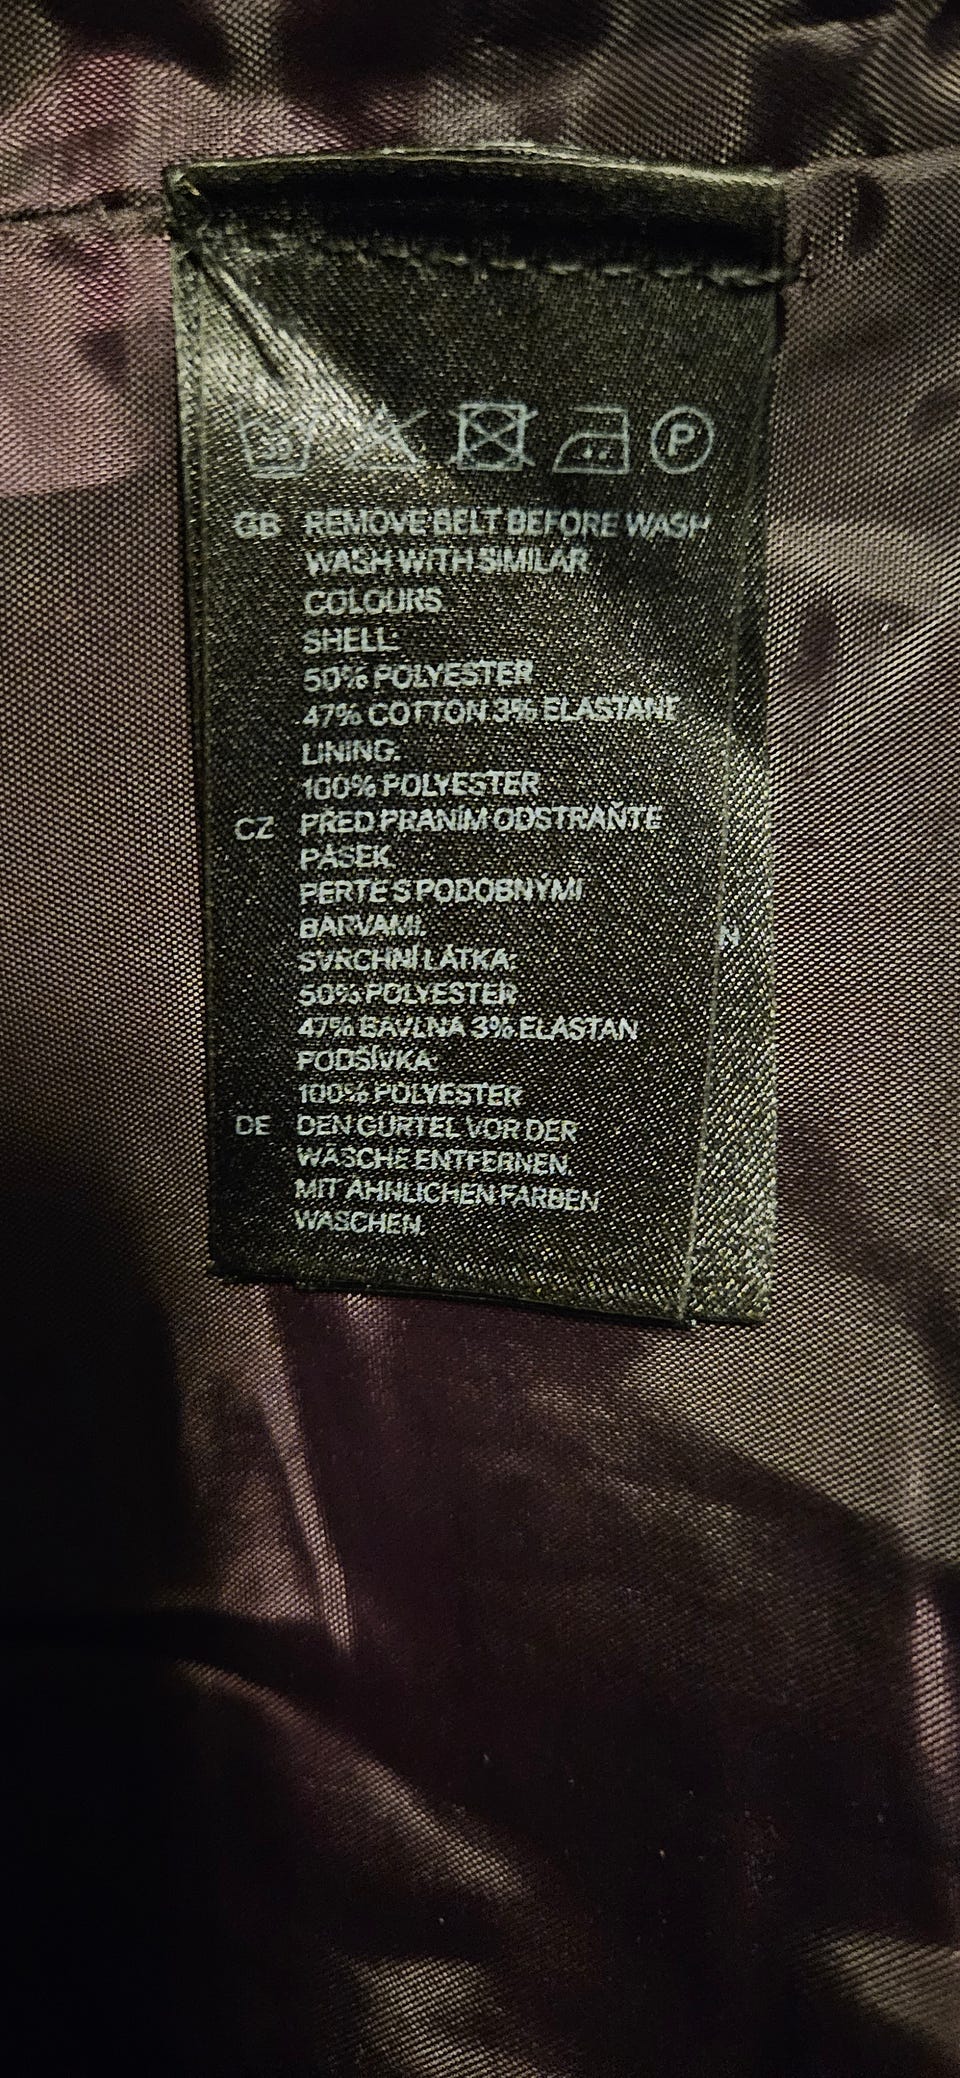 30 P
GB REMOVE BELT BEFORE WASH
WASH WITH SIMILAR
COLOURS
SHELL:
50% POLYESTER
47% COTTON 3% ELASTANE
LINING:
100% POLYESTER
CZ PŘED PRANÍM ODSTRAŇTE
PÁSEK.
PERTE S PODOBNÝMI
BARVAMI.
SVRCHNÍ LÁTKA:
50% POLYESTER
47% BAVLNA 3% ELASTAN
PODŠÍVKA:
100% POLYESTER
DE DEN GÜRTEL VOR DER
WÄSCHE ENTFERNEN.
MIT ÄHNLICHEN FARBEN
WASCHEN.
N